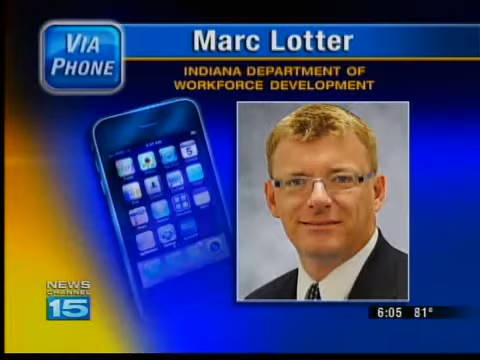 VIA
PHONE
Marc Lotter
INDIANA DEPARTMENT OF
WORKFORCE DEVELOPMENT
NEWS
CHANNEL
15
6:05 81°